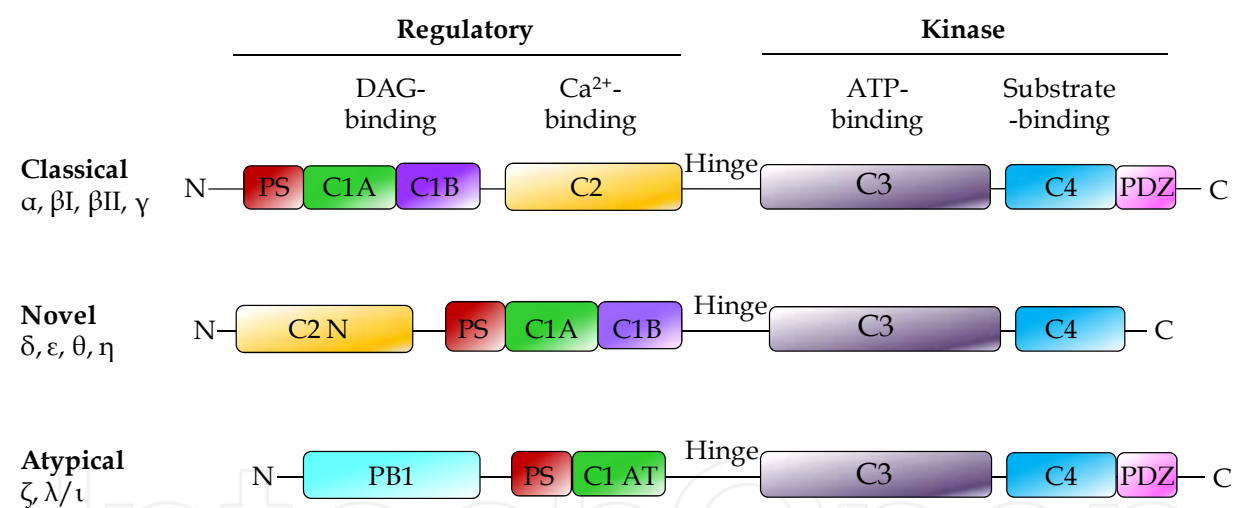 Regulatory Kinase
DAG-
binding
Ca²⁺-
binding
ATP-
binding
Substrate
-binding
Classical
α, βI, βII, γ
N PS C1A C1B C2 Hinge C3 C4 PDZ C
Novel
δ, ε, θ, η
N C2 N PS C1A C1B Hinge C3 C4 C
Atypical
ζ, λ/ι
N PB1 PS C1 AT Hinge C3 C4 PDZ C